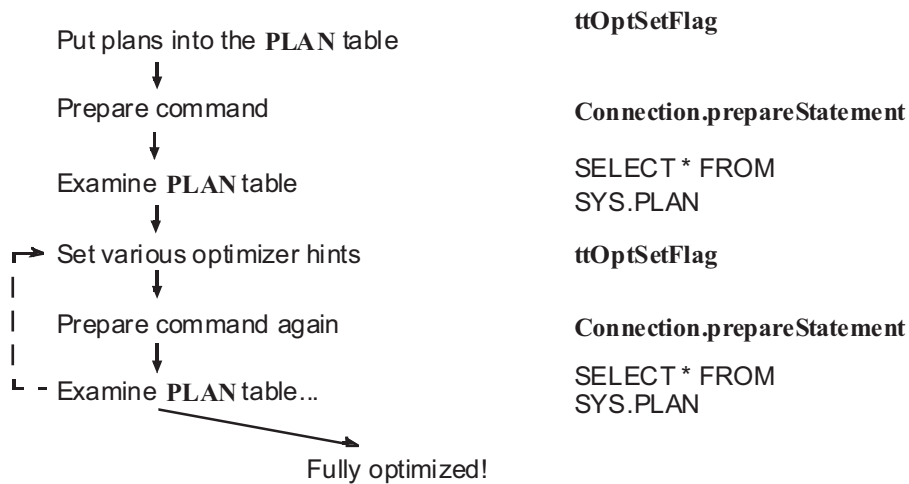 Put plans into the PLAN table
ttOptSetFlag
Prepare command
Connection.prepareStatement
Examine PLAN table
SELECT * FROM
SYS.PLAN
Set various optimizer hints
ttOptSetFlag
Prepare command again
Connection.prepareStatement
Examine PLAN table...
SELECT * FROM
SYS.PLAN
Fully optimized!